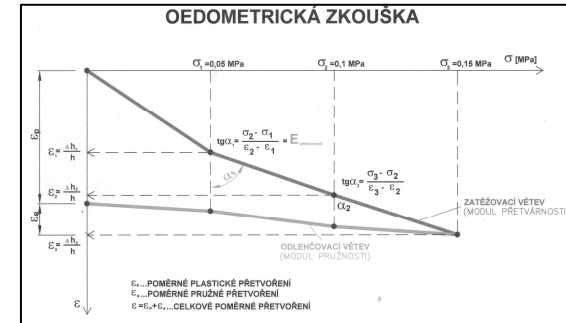 OEDOMETRICKÁ ZKOUŠKA
σ₁=0,05 MPa
σ₂=0,1 MPa
σ₃=0,15 MPa
σ [MPa]
εp
tgα₁= σ₂- σ₁ / ε₂- ε₁ = E
ε₁= Δh₁ / h
α₁
tgα₂= σ₃- σ₂ / ε₃- ε₂
ε₂= Δh₂ / h
α₂
ZATĚŽOVACÍ VĚTEV
(MODUL PŘETVÁRNOSTI)
εe
ε₃= Δh₃ / h
ODLEHČOVACÍ VĚTEV
(MODUL PRUŽNOSTI)
εp...POMĚRNÉ PLASTICKÉ PŘETVOŘENÍ
εe...POMĚRNÉ PRUŽNÉ PŘETVOŘENÍ
ε =εp+εe...CELKOVÉ POMĚRNÉ PŘETVOŘENÍ
ε